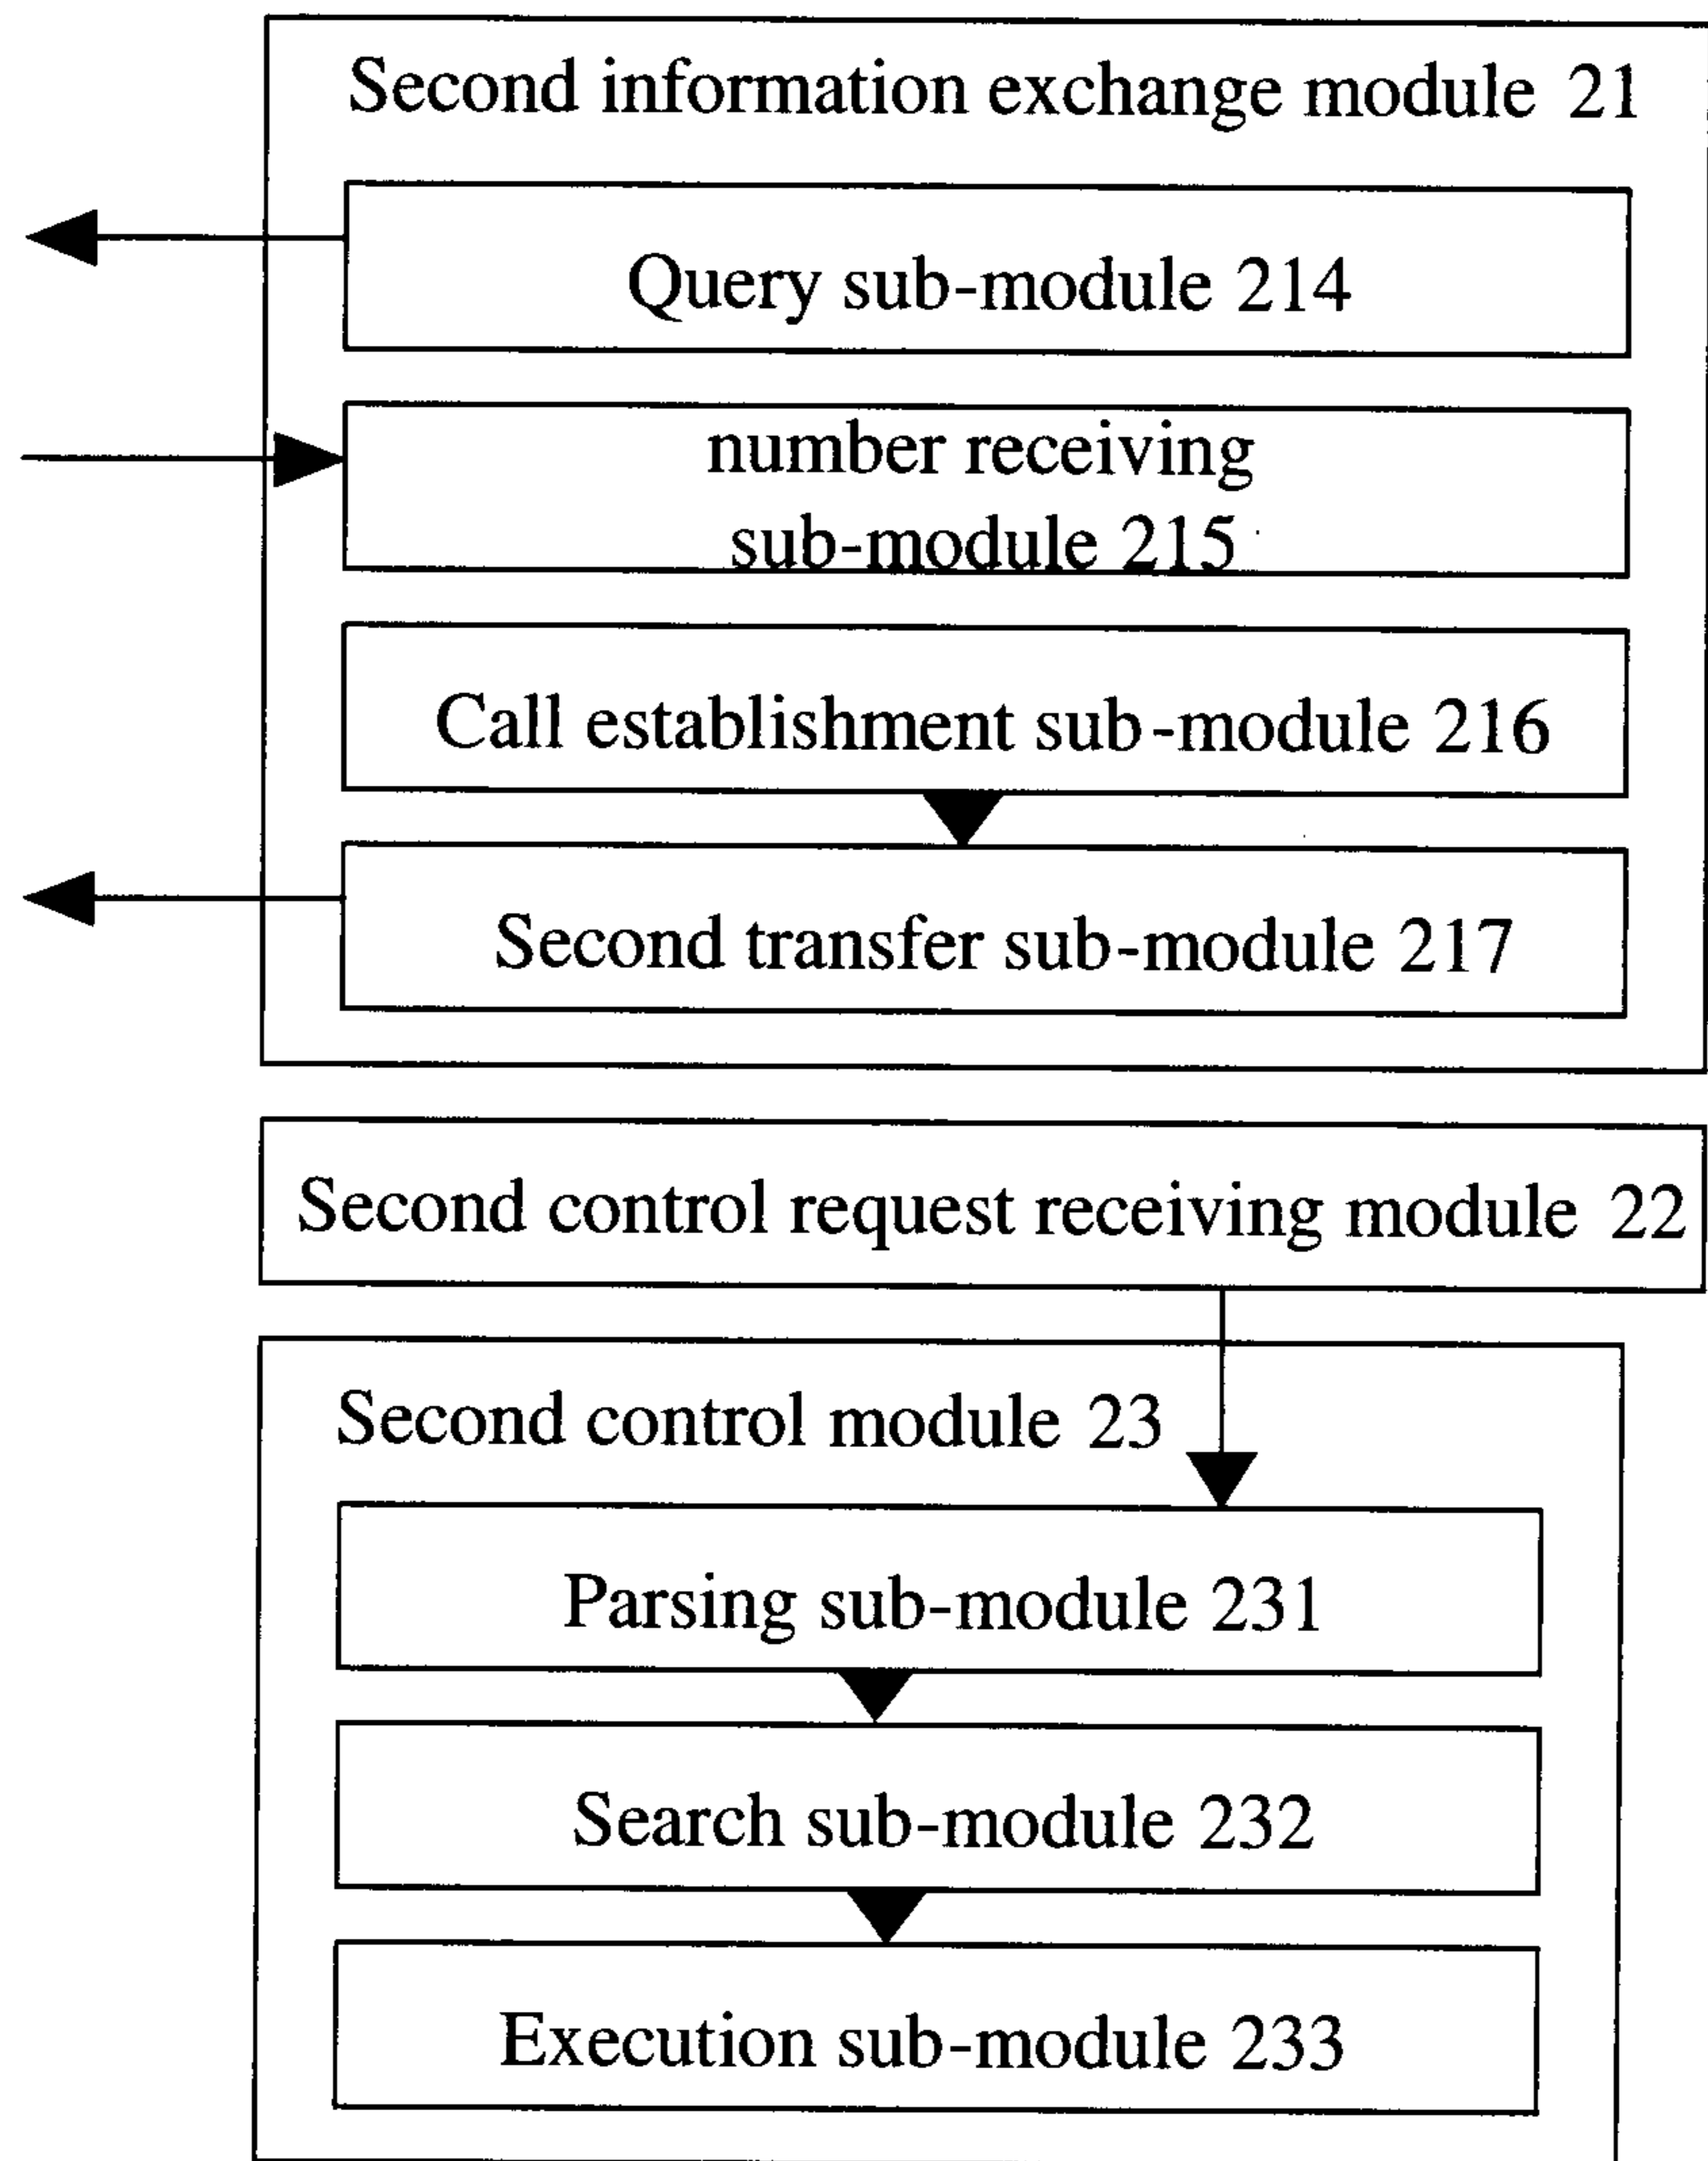 Second information exchange module 21
Query sub-module 214
number receiving
sub-module 215
Call establishment sub-module 216
Second transfer sub-module 217
Second control request receiving module 22
Second control module 23
Parsing sub-module 231
Search sub-module 232
Execution sub-module 233